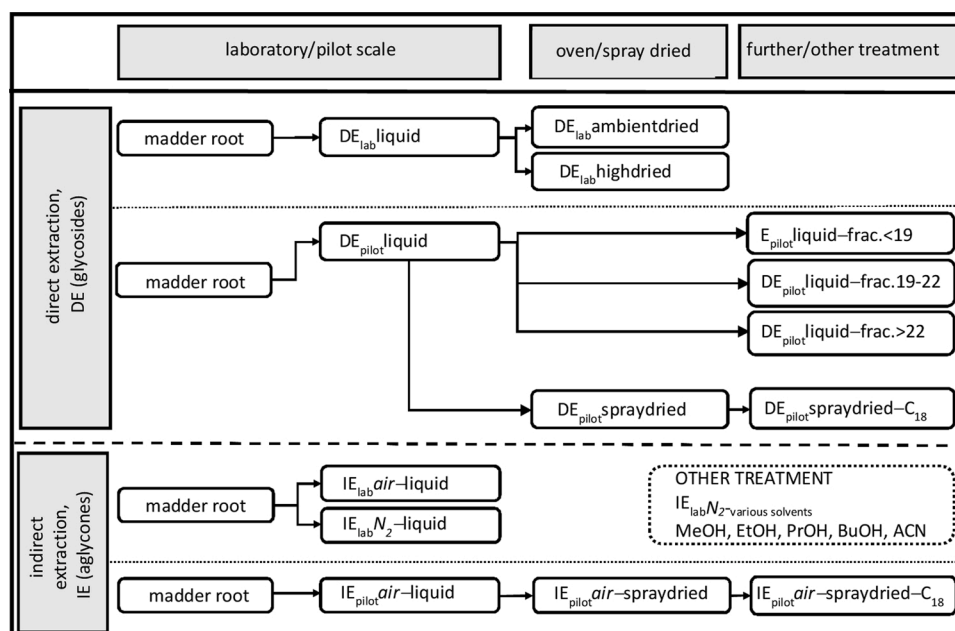 laboratory/pilot scale
oven/spray dried
further/other treatment
direct extraction,
DE (glycosides)
madder root
DElabliquid
DElabambientdried
DElabhighdried
madder root
DEpilotliquid
Epilotliquid–frac.<19
DEpilotliquid–frac.19-22
DEpilotliquid–frac.>22
DEpilotspraydried
DEpilotspraydried–C18
indirect
extraction,
IE (aglycones)
madder root
IElabair–liquid
IElabN2–liquid
OTHER TREATMENT
IElabN2-various solvents
MeOH, EtOH, PrOH, BuOH, ACN
madder root
IEpilotair–liquid
IEpilotair–spraydried
IEpilotair–spraydried–C18